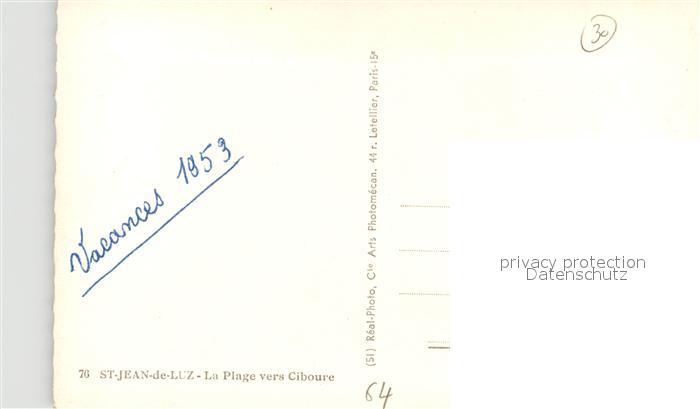 30
Vacances 1953
(51) Réal-Photo, Cie Arts Photomécan. 44 r. Letellier, Paris-15e
privacy protection
Datenschutz
76 ST-JEAN-de-LUZ - La Plage vers Ciboure
64